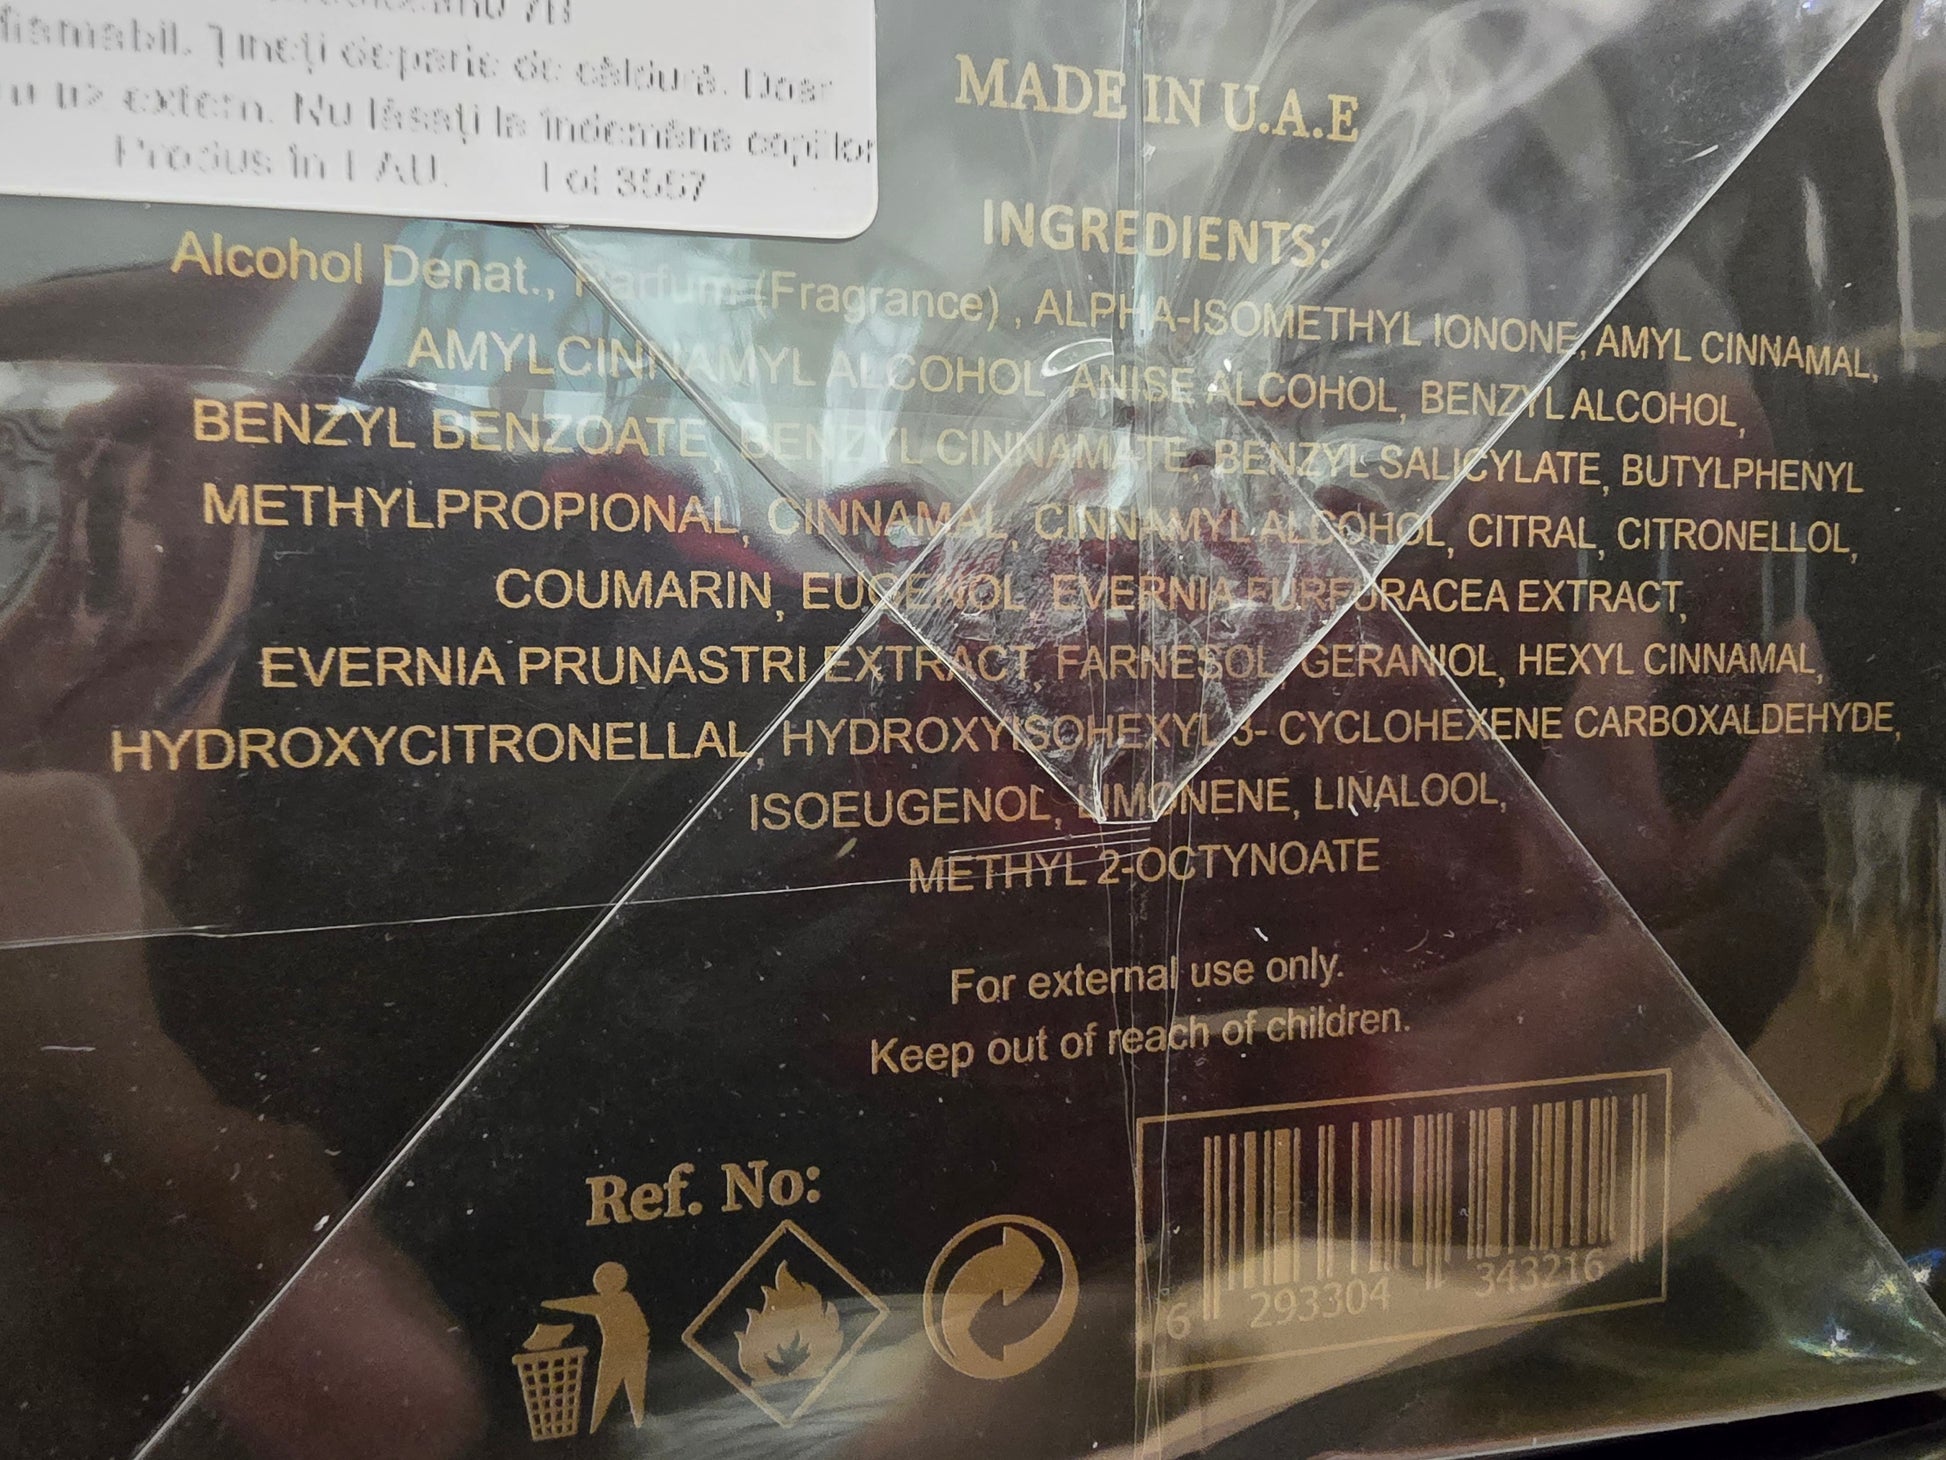 Țineți departe de căldură. Doar
uz extern. Nu lăsați la îndemâna copiilor
Produs în EAU. Lot 3557
MADE IN U.A.E
INGREDIENTS:
Alcohol Denat., Parfum (Fragrance) , ALPHA-ISOMETHYL IONONE, AMYL CINNAMAL,
AMYLCINNAMYL ALCOHOL, ANISE ALCOHOL, BENZYL ALCOHOL,
BENZYL BENZOATE, BENZYL CINNAMATE, BENZYL SALICYLATE, BUTYLPHENYL
METHYLPROPIONAL, CINNAMAL, CINNAMYL ALCOHOL, CITRAL, CITRONELLOL,
COUMARIN, EUGENOL, EVERNIA FURFURACEA EXTRACT,
EVERNIA PRUNASTRI EXTRACT, FARNESOL, GERANIOL, HEXYL CINNAMAL,
HYDROXYCITRONELLAL, HYDROXYISOHEXYL 3- CYCLOHEXENE CARBOXALDEHYDE,
ISOEUGENOL, LIMONENE, LINALOOL,
METHYL 2-OCTYNOATE
For external use only.
Keep out of reach of children.
Ref. No:
6 293304 343216